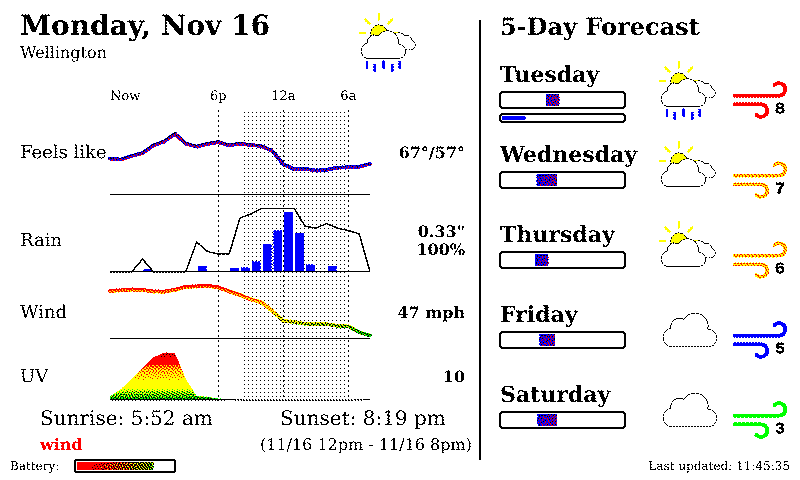 Monday, Nov 16
Wellington
Now 6p 12a 6a
Feels like 67°/57°
Rain 0.33"
100%
Wind 47 mph
UV 10
Sunrise: 5:52 am Sunset: 8:19 pm
wind (11/16 12pm - 11/16 8pm)
Battery:
5-Day Forecast
Tuesday
8
Wednesday
7
Thursday
6
Friday
5
Saturday
3
Last updated: 11:45:35